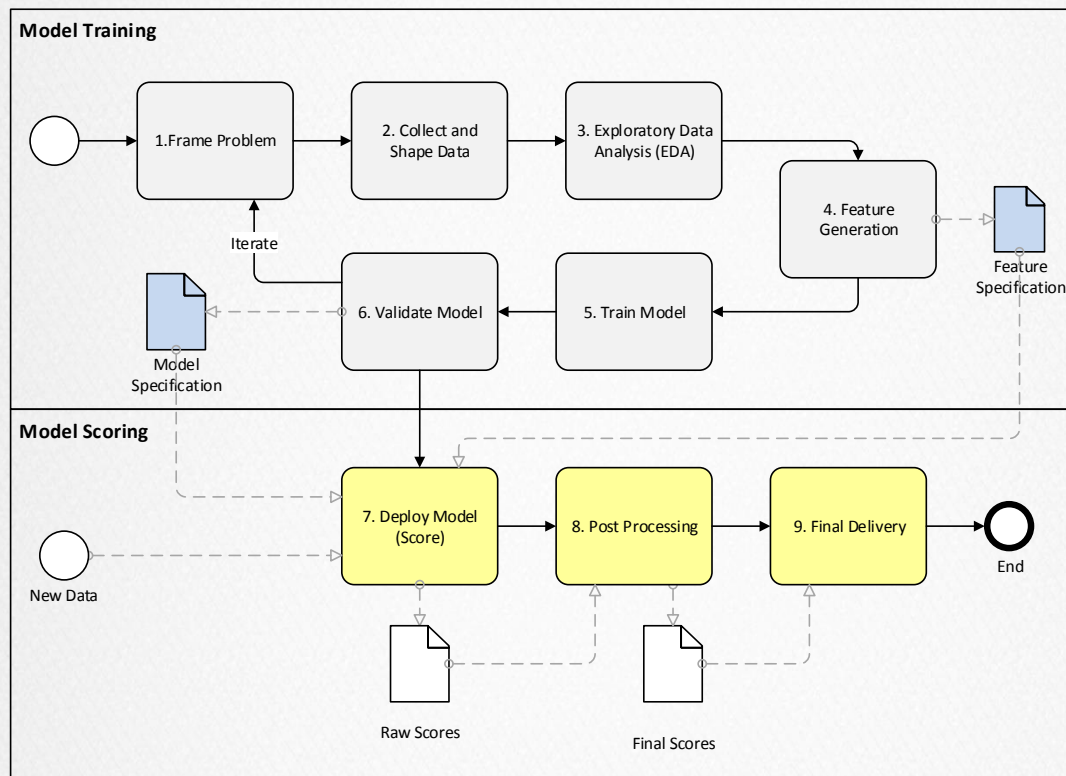 Model Training
1.Frame Problem
2. Collect and
Shape Data
3. Exploratory Data
Analysis (EDA)
4. Feature
Generation
Feature
Specification
Iterate
6. Validate Model
5. Train Model
Model
Specification
Model Scoring
7. Deploy Model
(Score)
8. Post Processing
9. Final Delivery
End
New Data
Raw Scores
Final Scores